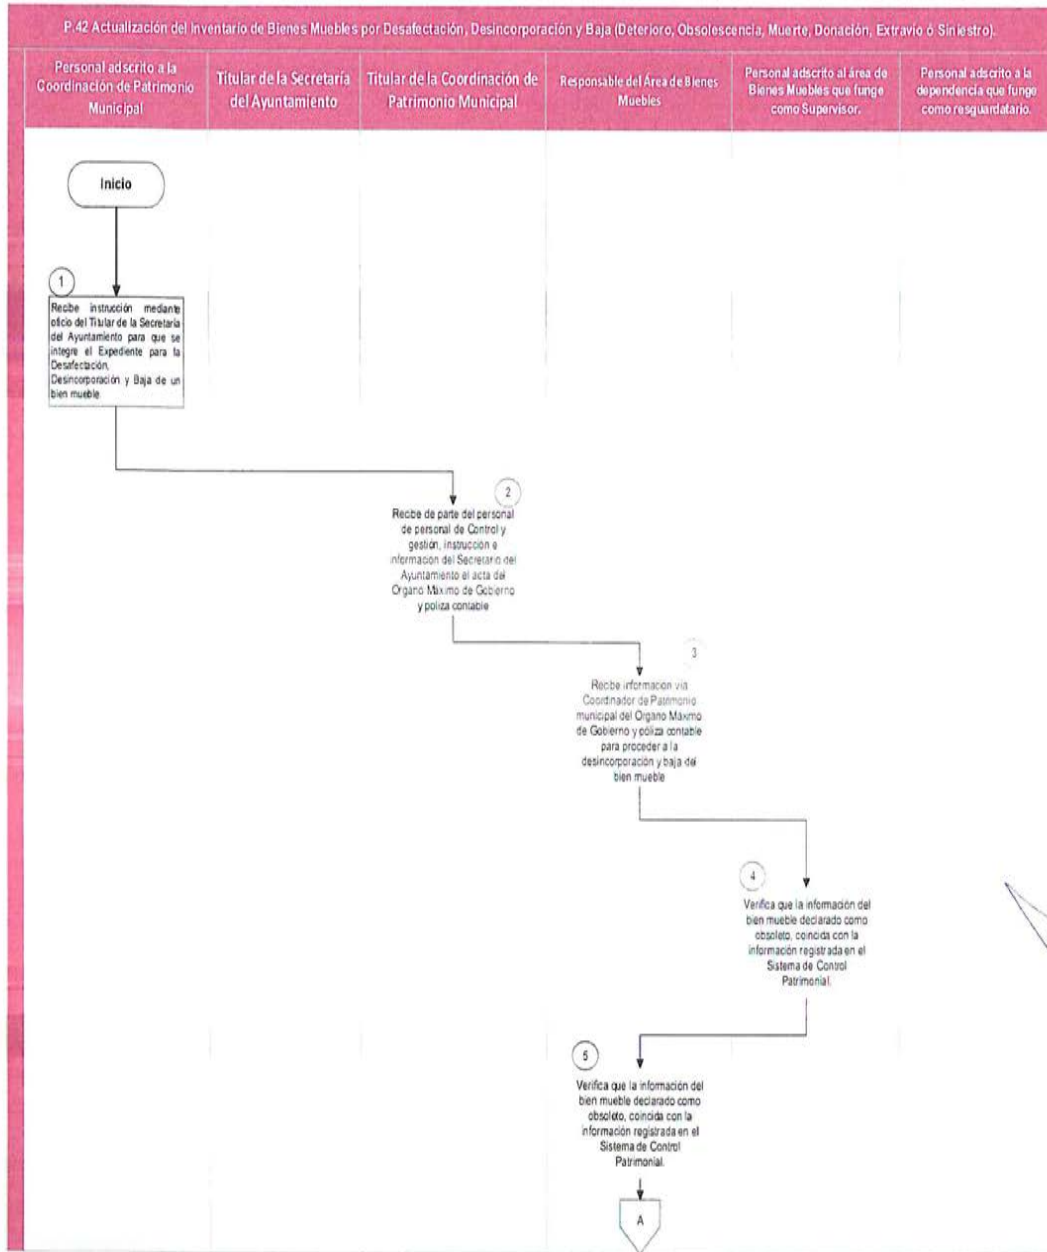 P.42 Actualización del Inventario de Bienes Muebles por Desafectación, Desincorporación y Baja (Deterioro, Obsolescencia, Muerte, Donación, Extravio ó Siniestro).
Personal adscrito a la
Coordinación de Patrimonio
Municipal
Titular de la Secretaría
del Ayuntamiento
Titular de la Coordinación de
Patrimonio Municipal
Responsable del Área de Bienes
Muebles
Personal adscrito al área de
Bienes Muebles que funge
como Supervisor.
Personal adscrito a la
dependencia que funge
como resguardatario.
Inicio
1
Recibe instrucción mediante
oficio del Titular de la Secretaría
del Ayuntamiento para que se
integre el Expediente para la
Desafectación,
Desincorporación y Baja de un
bien mueble
2
Recibe de parte del personal
de personal de Control y
gestión, instrucción e
información del Secretario del
Ayuntamiento el acta del
Organo Máximo de Gobierno
y poliza contable
3
Recibe informacion via
Coordinador de Patrimonio
municipal del Organo Máximo
de Gobierno y póliza contable
para proceder a la
desincorporación y baja del
bien mueble
4
Verifica que la información del
bien mueble declarado como
obsoleto, coincida con la
información registrada en el
Sistema de Control
Patrimonial.
5
Verifica que la información del
bien mueble declarado como
obsoleto, coincida con la
información registrada en el
Sistema de Control
Patrimonial.
A